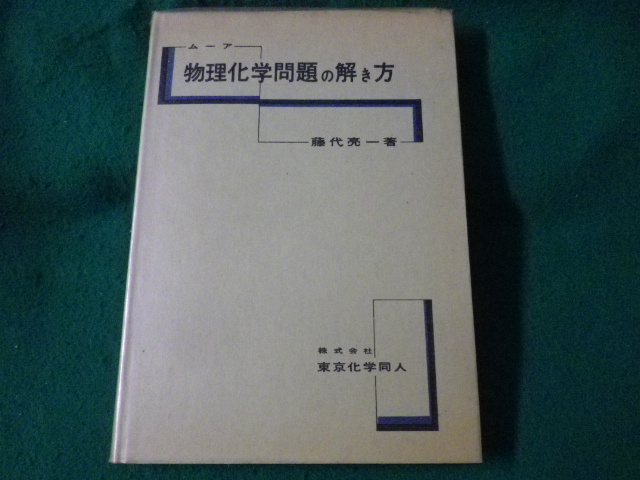 ムーア
物理化学問題の解き方
藤代亮一著
株式会社
東京化学同人